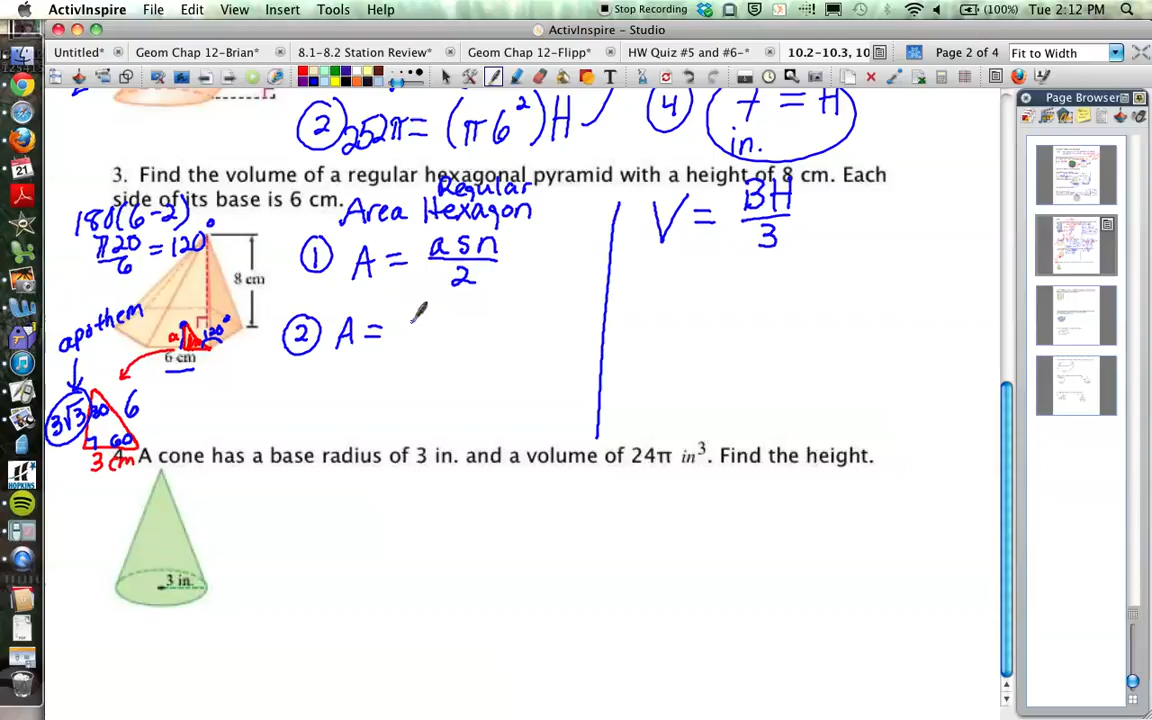 ActivInspire File Edit View Insert Tools Help Stop Recording (100%) Tue 2:12 PM
ActivInspire - Studio
Untitled* Geom Chap 12-Brian* 8.1-8.2 Station Review* Geom Chap 12-Flipp* HW Quiz #5 and #6-* 10.2-10.3, 10 Page 2 of 4 Fit to Width
Page Browser
② 252π = (π6²)H
④ 7 = H
in.
3. Find the volume of a regular hexagonal pyramid with a height of 8 cm. Each
side of its base is 6 cm.
180(6-2)
720/6 = 120°
Regular
Area Hexagon
① A = asn/2
② A =
V = BH/3
8 cm
apothem
a
120°
6 cm
3√3
30
6
60
3 cm
4. A cone has a base radius of 3 in. and a volume of 24π in³. Find the height.
3 in.
HOPKINS